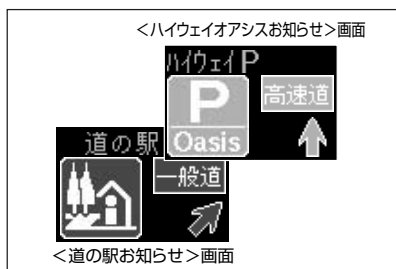 ＜ハイウェイオアシスお知らせ＞画面
ハイウェイP
P
Oasis
高速道
道の駅
一般道
＜道の駅お知らせ＞画面